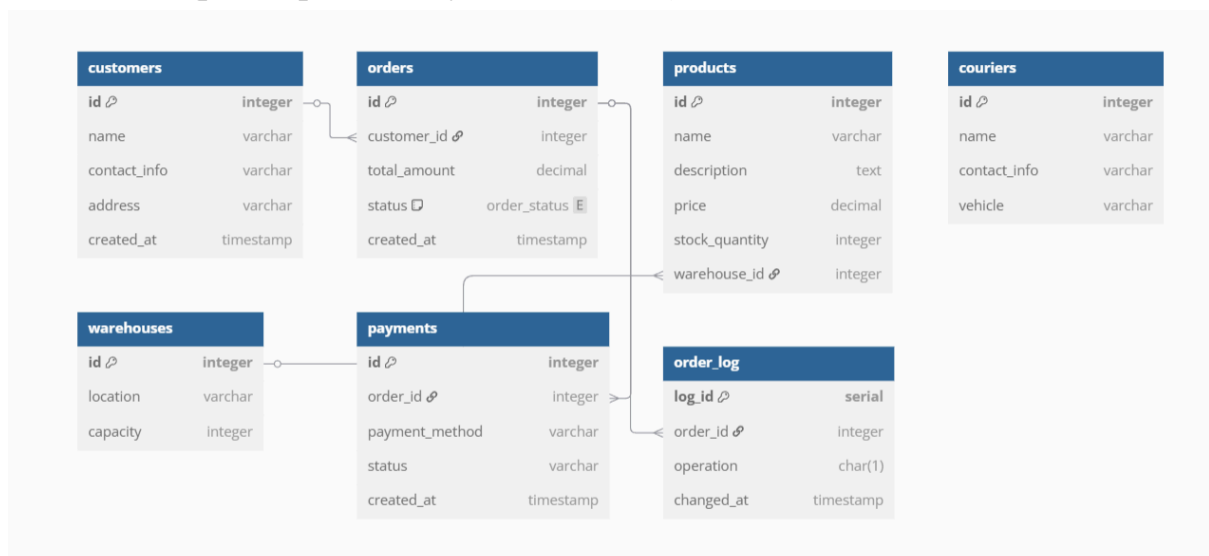 customers
id integer
name varchar
contact_info varchar
address varchar
created_at timestamp
orders
id integer
customer_id integer
total_amount decimal
status order_status E
created_at timestamp
products
id integer
name varchar
description text
price decimal
stock_quantity integer
warehouse_id integer
couriers
id integer
name varchar
contact_info varchar
vehicle varchar
warehouses
id integer
location varchar
capacity integer
payments
id integer
order_id integer
payment_method varchar
status varchar
created_at timestamp
order_log
log_id serial
order_id integer
operation char(1)
changed_at timestamp